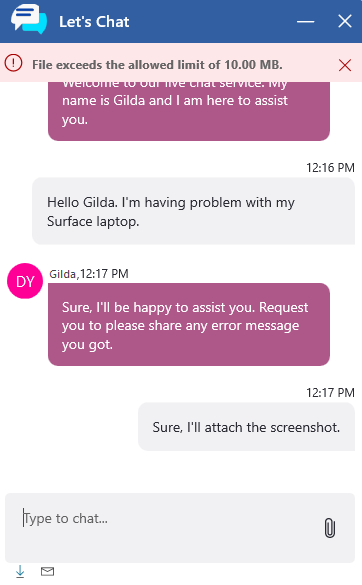 Let's Chat
File exceeds the allowed limit of 10.00 MB.
Welcome to our live chat service. My
name is Gilda and I am here to assist
you.
12:16 PM
Hello Gilda. I'm having problem with my
Surface laptop.
DY
Gilda,12:17 PM
Sure, I'll be happy to assist you. Request
you to please share any error message
you got.
12:17 PM
Sure, I'll attach the screenshot.
Type to chat...